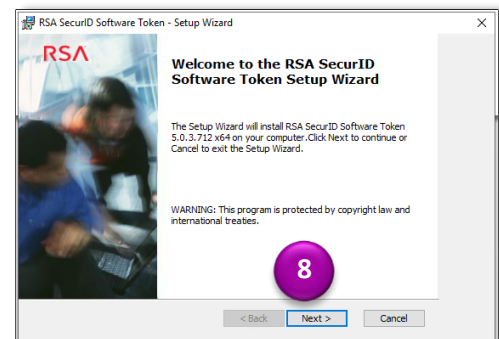 RSA SecurID Software Token - Setup Wizard
RSA
Welcome to the RSA SecurID
Software Token Setup Wizard
The Setup Wizard will install RSA SecurID Software Token
5.0.3.712 x64 on your computer.Click Next to continue or
Cancel to exit the Setup Wizard.
WARNING: This program is protected by copyright law and
international treaties.
8
< Back Next > Cancel